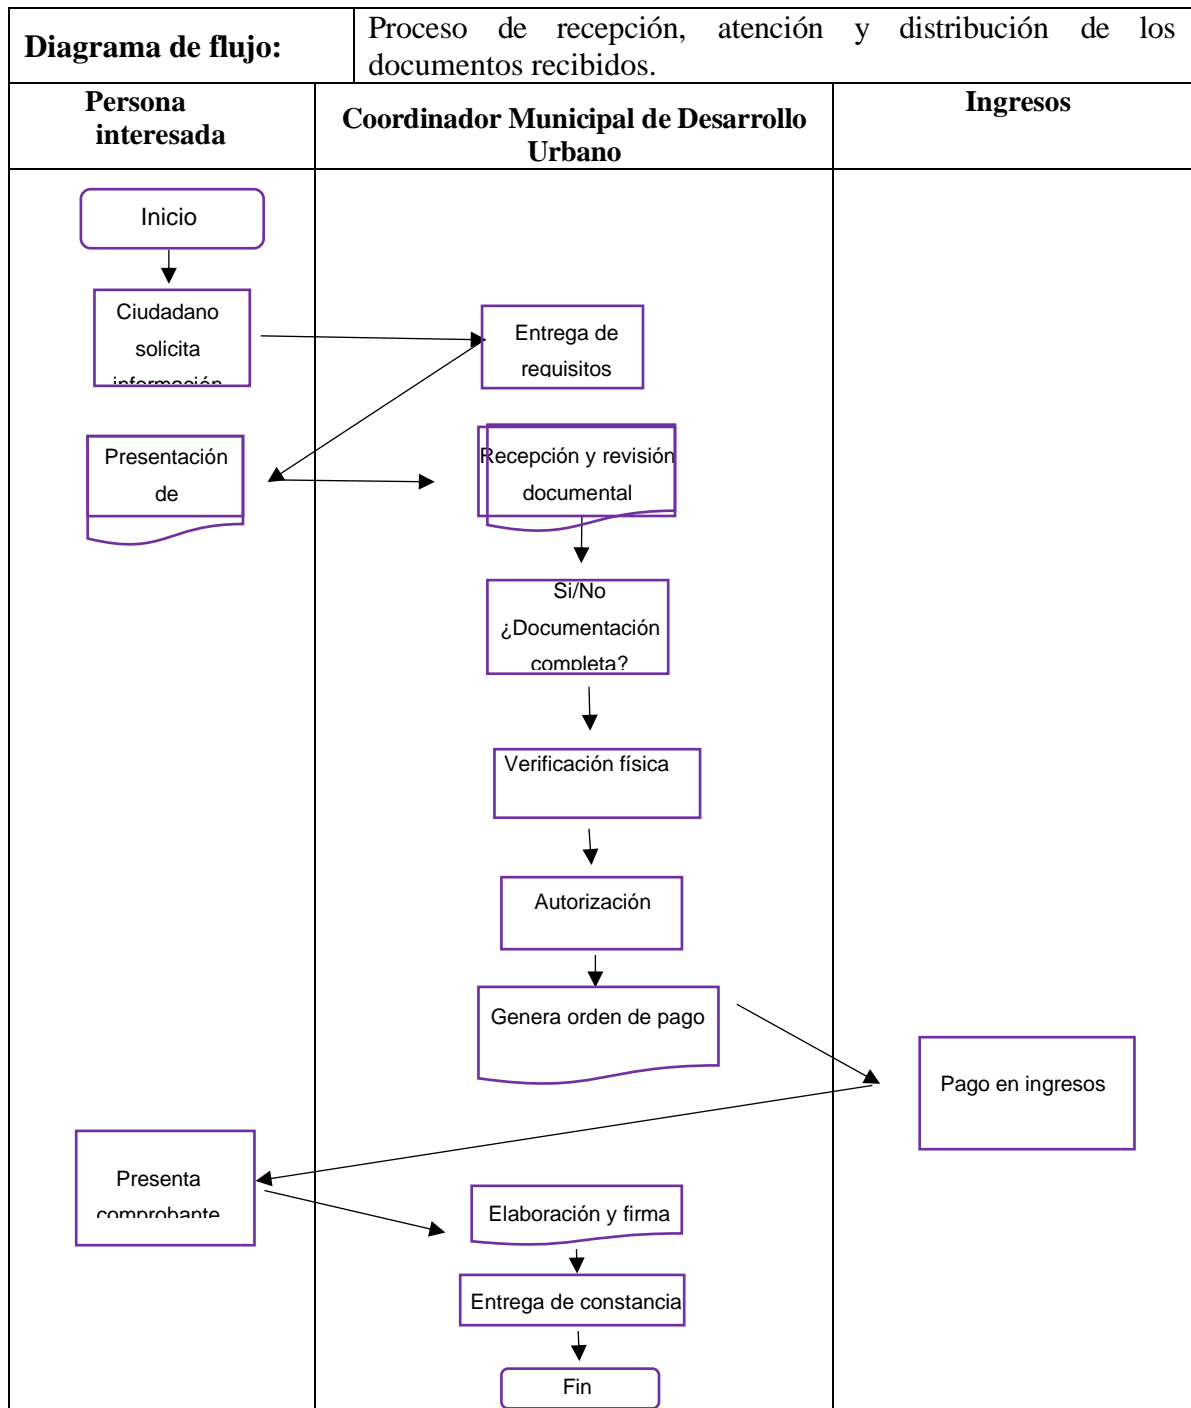 Diagrama de flujo:
Proceso de recepción, atención y distribución de los
documentos recibidos.
Persona
interesada
Coordinador Municipal de Desarrollo
Urbano
Ingresos
Inicio
Ciudadano
solicita
información
Entrega de
requisitos
Presentación
de
Recepción y revisión
documental
Si/No
¿Documentación
completa?
Verificación física
Autorización
Genera orden de pago
Pago en ingresos
Presenta
comprobante
Elaboración y firma
Entrega de constancia
Fin